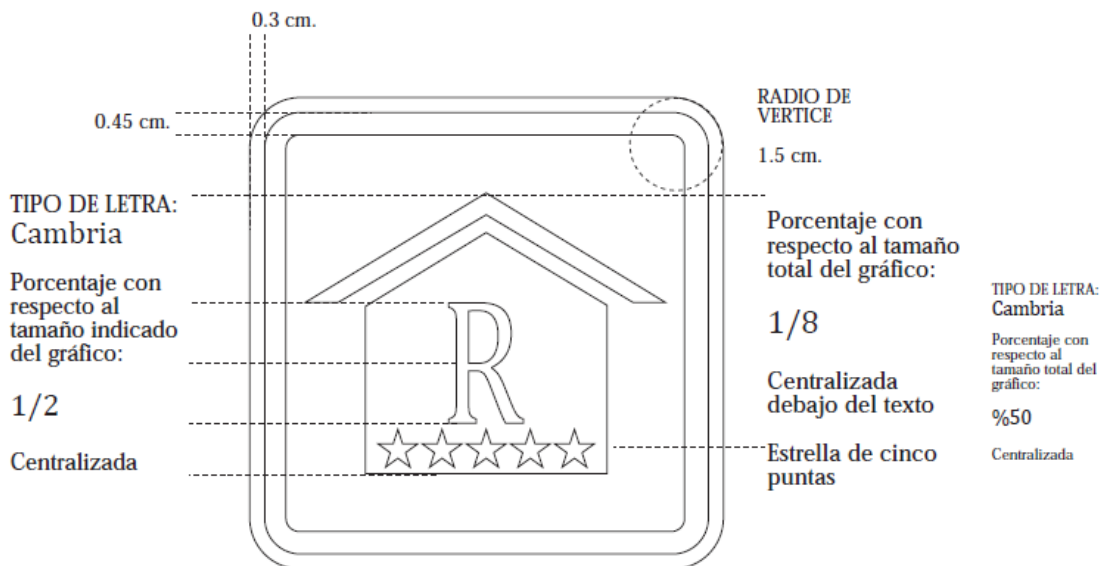 0.3 cm.
0.45 cm.
RADIO DE
VERTICE
1.5 cm.
TIPO DE LETRA:
Cambria
Porcentaje con
respecto al
tamaño indicado
del gráfico:
1/2
Centralizada
R
Porcentaje con
respecto al tamaño
total del gráfico:
1/8
Centralizada
debajo del texto
Estrella de cinco
puntas
TIPO DE LETRA:
Cambria
Porcentaje con
respecto al
tamaño total del
gráfico:
%50
Centralizada